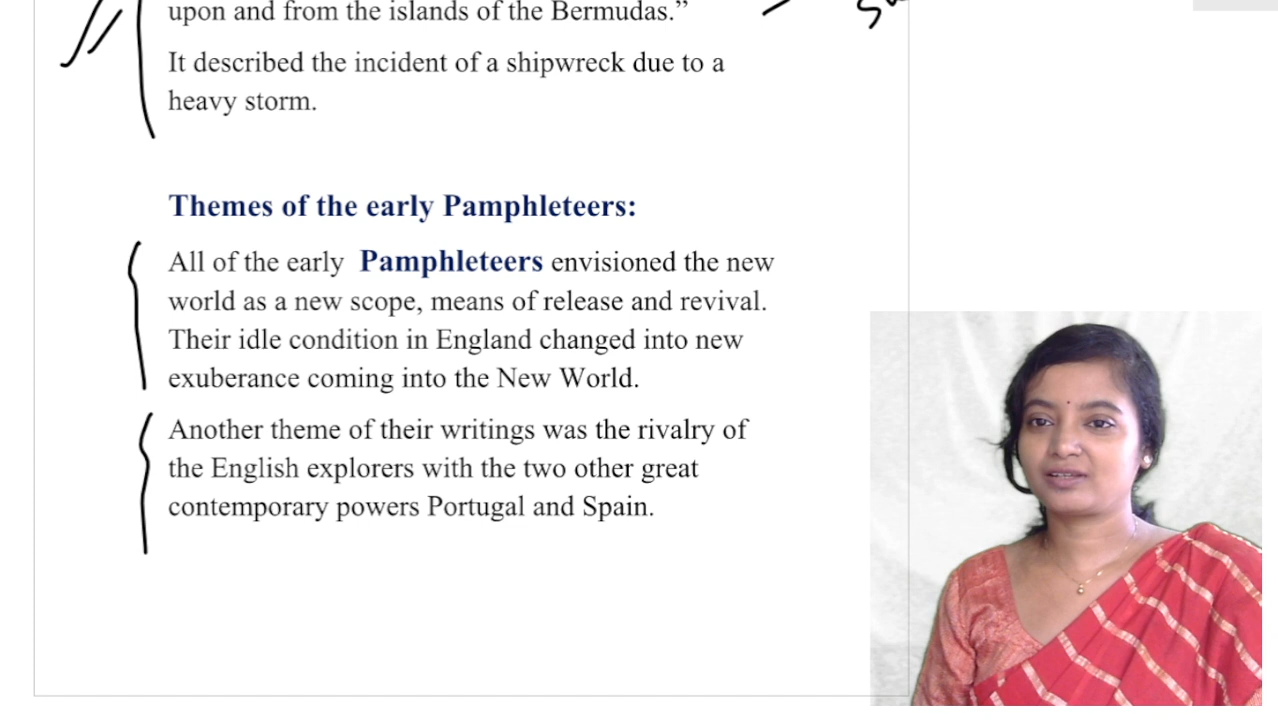 upon and from the islands of the Bermudas.”
It described the incident of a shipwreck due to a
heavy storm.
Themes of the early Pamphleteers:
All of the early Pamphleteers envisioned the new
world as a new scope, means of release and revival.
Their idle condition in England changed into new
exuberance coming into the New World.
Another theme of their writings was the rivalry of
the English explorers with the two other great
contemporary powers Portugal and Spain.